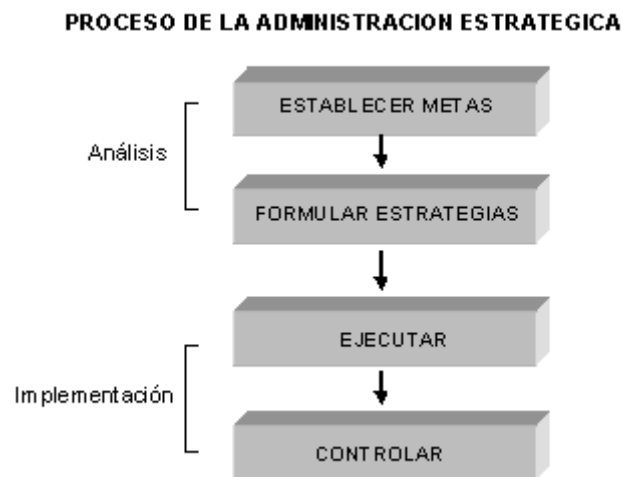 PROCESO DE LA ADMINISTRACION ESTRATEGICA
ESTABLECER METAS
Análisis
FORMULAR ESTRATEGIAS
EJECUTAR
Implementación
CONTROLAR